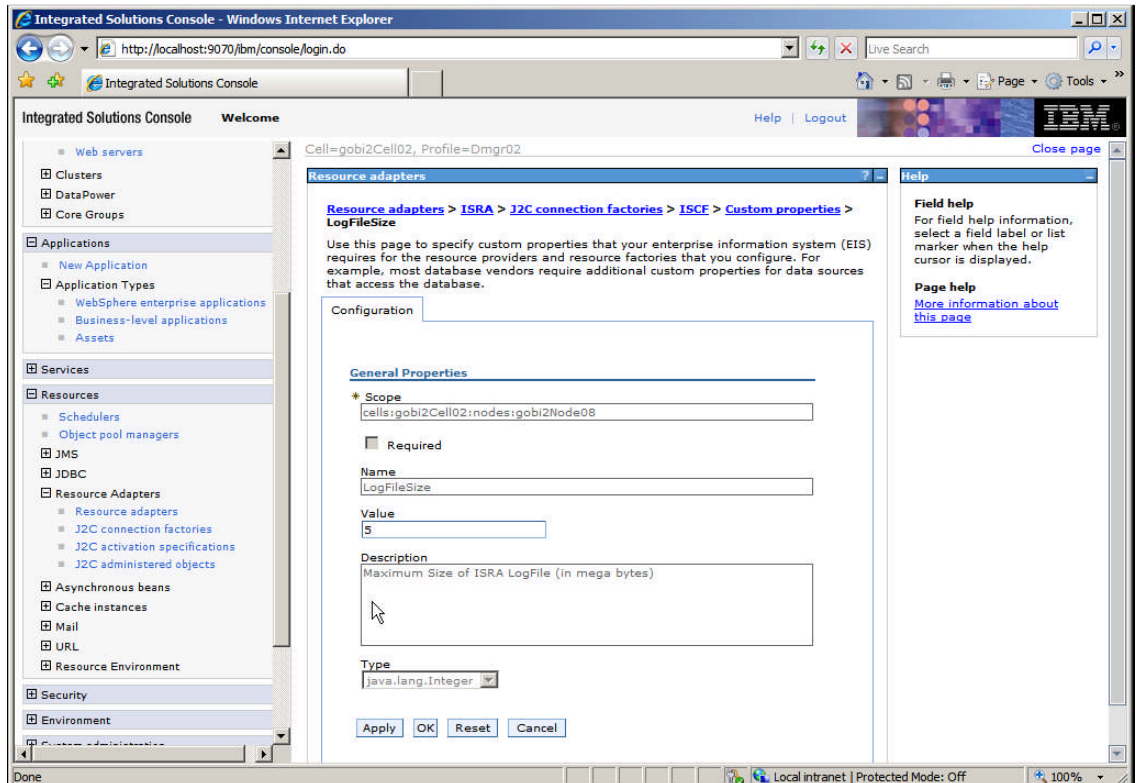 Integrated Solutions Console - Windows Internet Explorer
http://localhost:9070/ibm/console/login.do
Live Search
Integrated Solutions Console
Page
Tools
Integrated Solutions Console Welcome
Help | Logout
IBM
Web servers
Clusters
DataPower
Core Groups
Applications
New Application
Application Types
WebSphere enterprise applications
Business-level applications
Assets
Services
Resources
Schedulers
Object pool managers
JMS
JDBC
Resource Adapters
Resource adapters
J2C connection factories
J2C activation specifications
J2C administered objects
Asynchronous beans
Cache instances
Mail
URL
Resource Environment
Security
Environment
Cell=gobi2Cell02, Profile=Dmgr02
Close page
Resource adapters
Resource adapters > ISRA > J2C connection factories > ISCF > Custom properties >
LogFileSize
Use this page to specify custom properties that your enterprise information system (EIS)
requires for the resource providers and resource factories that you configure. For
example, most database vendors require additional custom properties for data sources
that access the database.
Configuration
General Properties
* Scope
cells:gobi2Cell02:nodes:gobi2Node08
Required
Name
LogFileSize
Value
5
Description
Maximum Size of ISRA LogFile (in mega bytes)
Type
java.lang.Integer
Apply OK Reset Cancel
Help
Field help
For field help information,
select a field label or list
marker when the help
cursor is displayed.
Page help
More information about
this page
Done
Local intranet | Protected Mode: Off
100%